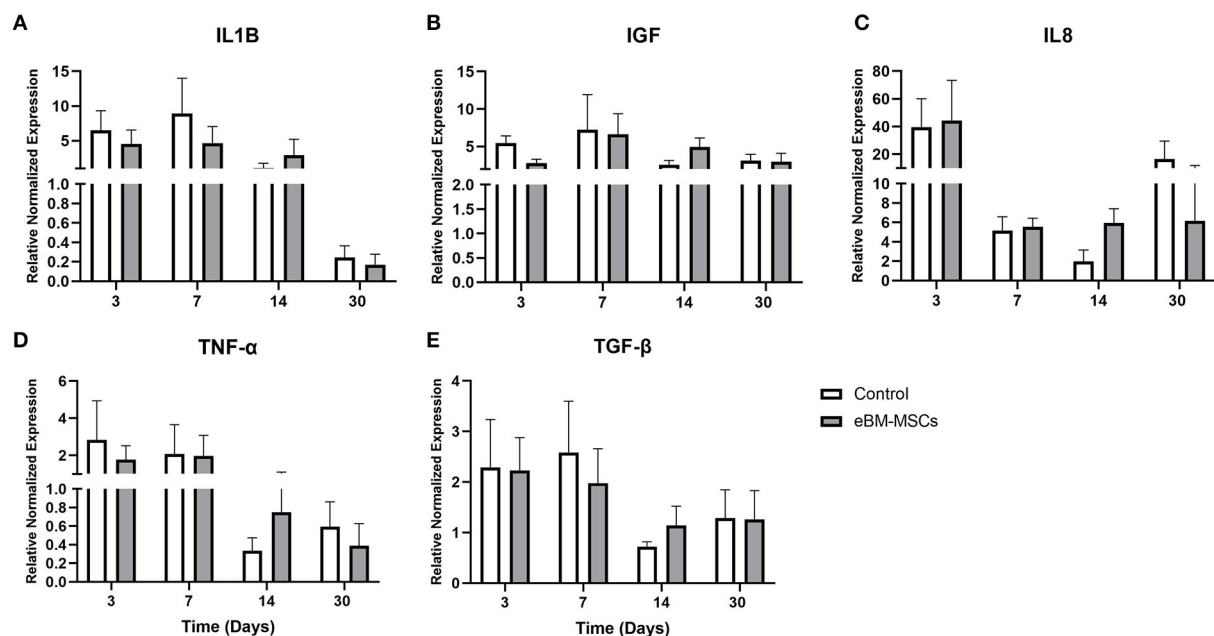 A
IL1B
Relative Normalized Expression
15
10
5
1.0
0.8
0.6
0.4
0.2
0.0
3 7 14 30
B
IGF
Relative Normalized Expression
15
10
5
2.0
1.5
1.0
0.5
0.0
3 7 14 30
C
IL8
Relative Normalized Expression
80
60
40
20
10
8
6
4
2
0
3 7 14 30
D
TNF-α
Relative Normalized Expression
6
4
2
1.0
0.8
0.6
0.4
0.2
0.0
3 7 14 30
Time (Days)
E
TGF-β
Relative Normalized Expression
4
3
2
1
0
3 7 14 30
Time (Days)
Control
eBM-MSCs